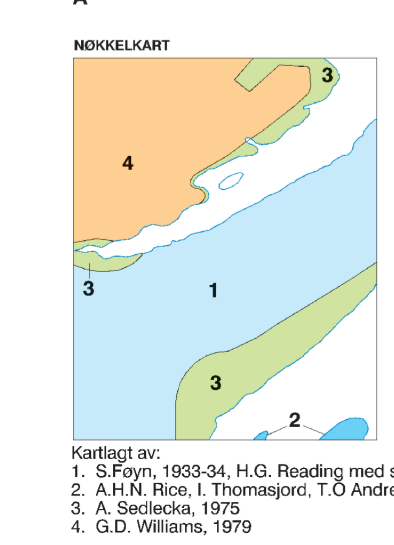 NØKKELKART
3
4
3
1
3
2
Kartlagt av:
1. S.Føyn, 1933-34, H.G. Reading med
2. A.H.N. Rice, I. Thomasjord, T.O
3. A. Sedlecka, 1975
4. G.D. Williams, 1979